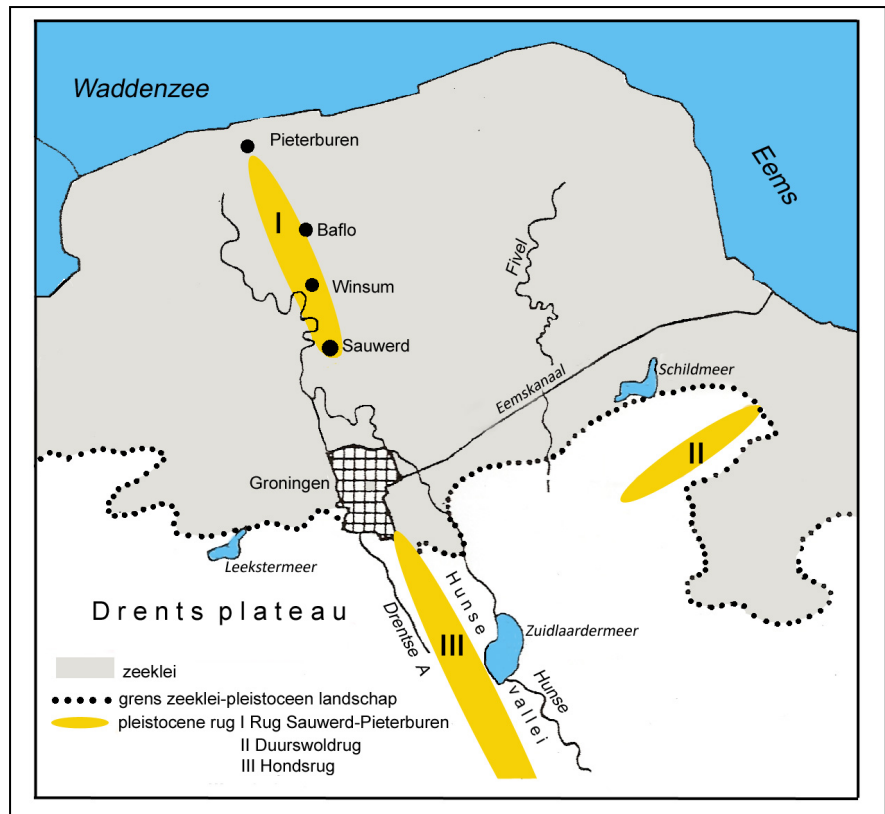 Waddenzee
Pieterburen
Eems
I
Baflo
Fivel
Winsum
Sauwerd
Schildmeer
Eemskanaal
II
Groningen
Leekstermeer
Drents plateau
Drentse A
Hunse
vallei
III
Zuidlaardermeer
Hunse
zeeklei
grens zeeklei-pleistoceen landschap
pleistocene rug I Rug Sauwerd-Pieterburen
II Duurswoldrug
III Hondsrug